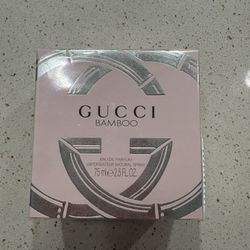 GUCCI
BAMBOO
EAU DE PARFUM
VAPORISATEUR NATURAL SPRAY
75 ml e 2.5 FL.OZ.